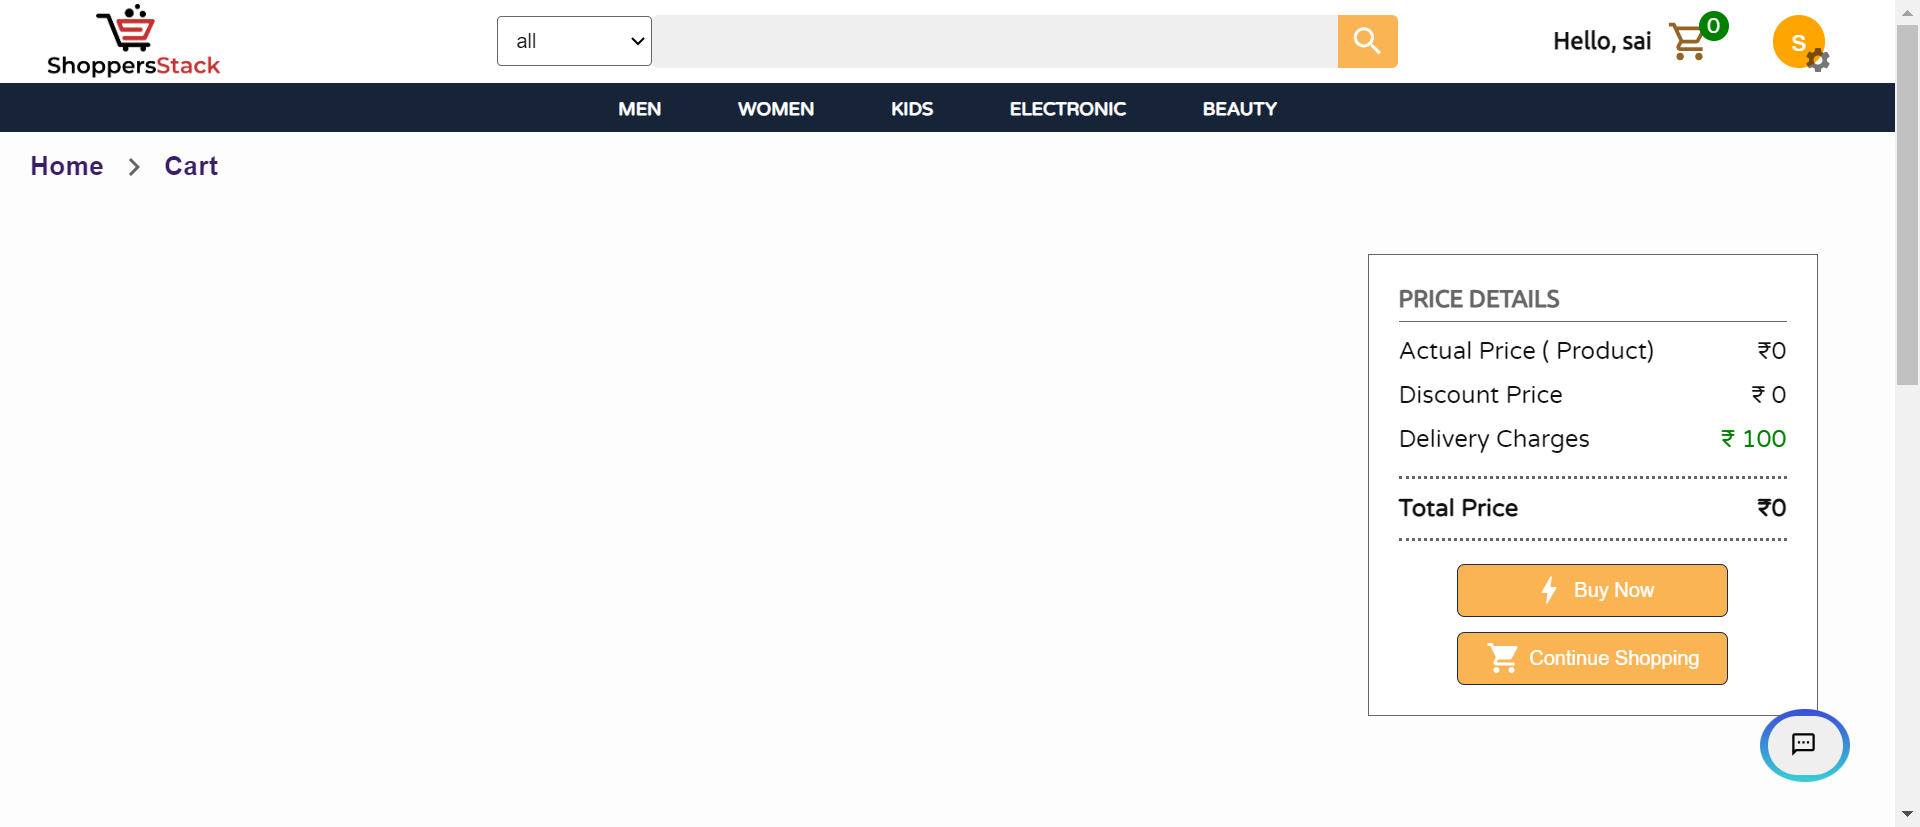 ShoppersStack
all
Hello, sai
0
S
MEN WOMEN KIDS ELECTRONIC BEAUTY
Home > Cart
PRICE DETAILS
Actual Price ( Product) ₹0
Discount Price ₹ 0
Delivery Charges ₹ 100
Total Price ₹0
Buy Now
Continue Shopping